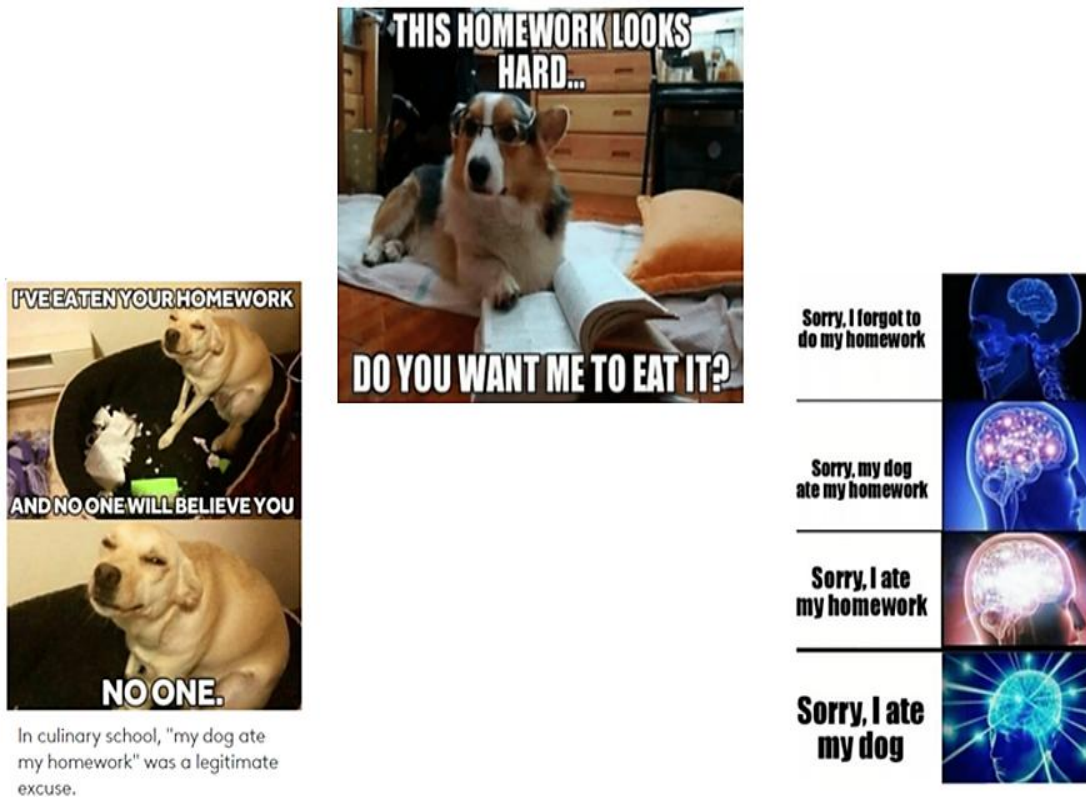 THIS HOMEWORK LOOKS
HARD...
DO YOU WANT ME TO EAT IT?
I'VE EATEN YOUR HOMEWORK
AND NO ONE WILL BELIEVE YOU
NO ONE.
In culinary school, "my dog ate
my homework" was a legitimate
excuse.
Sorry, I forgot to
do my homework
Sorry, my dog
ate my homework
Sorry, I ate
my homework
Sorry, I ate
my dog